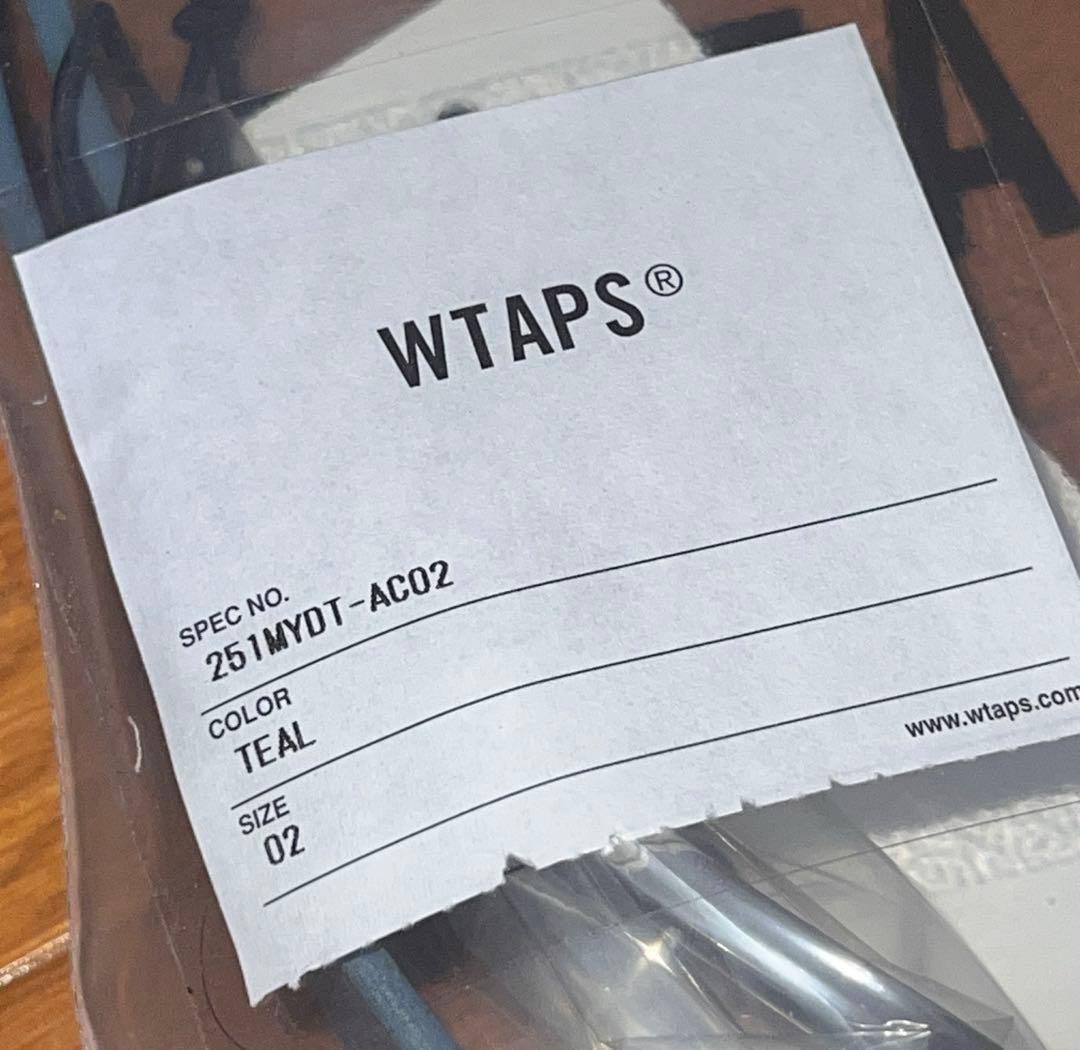 WTAPS®
SPEC NO.
251MYDT-AC02
COLOR
TEAL
SIZE
02
www.wtaps.com
A